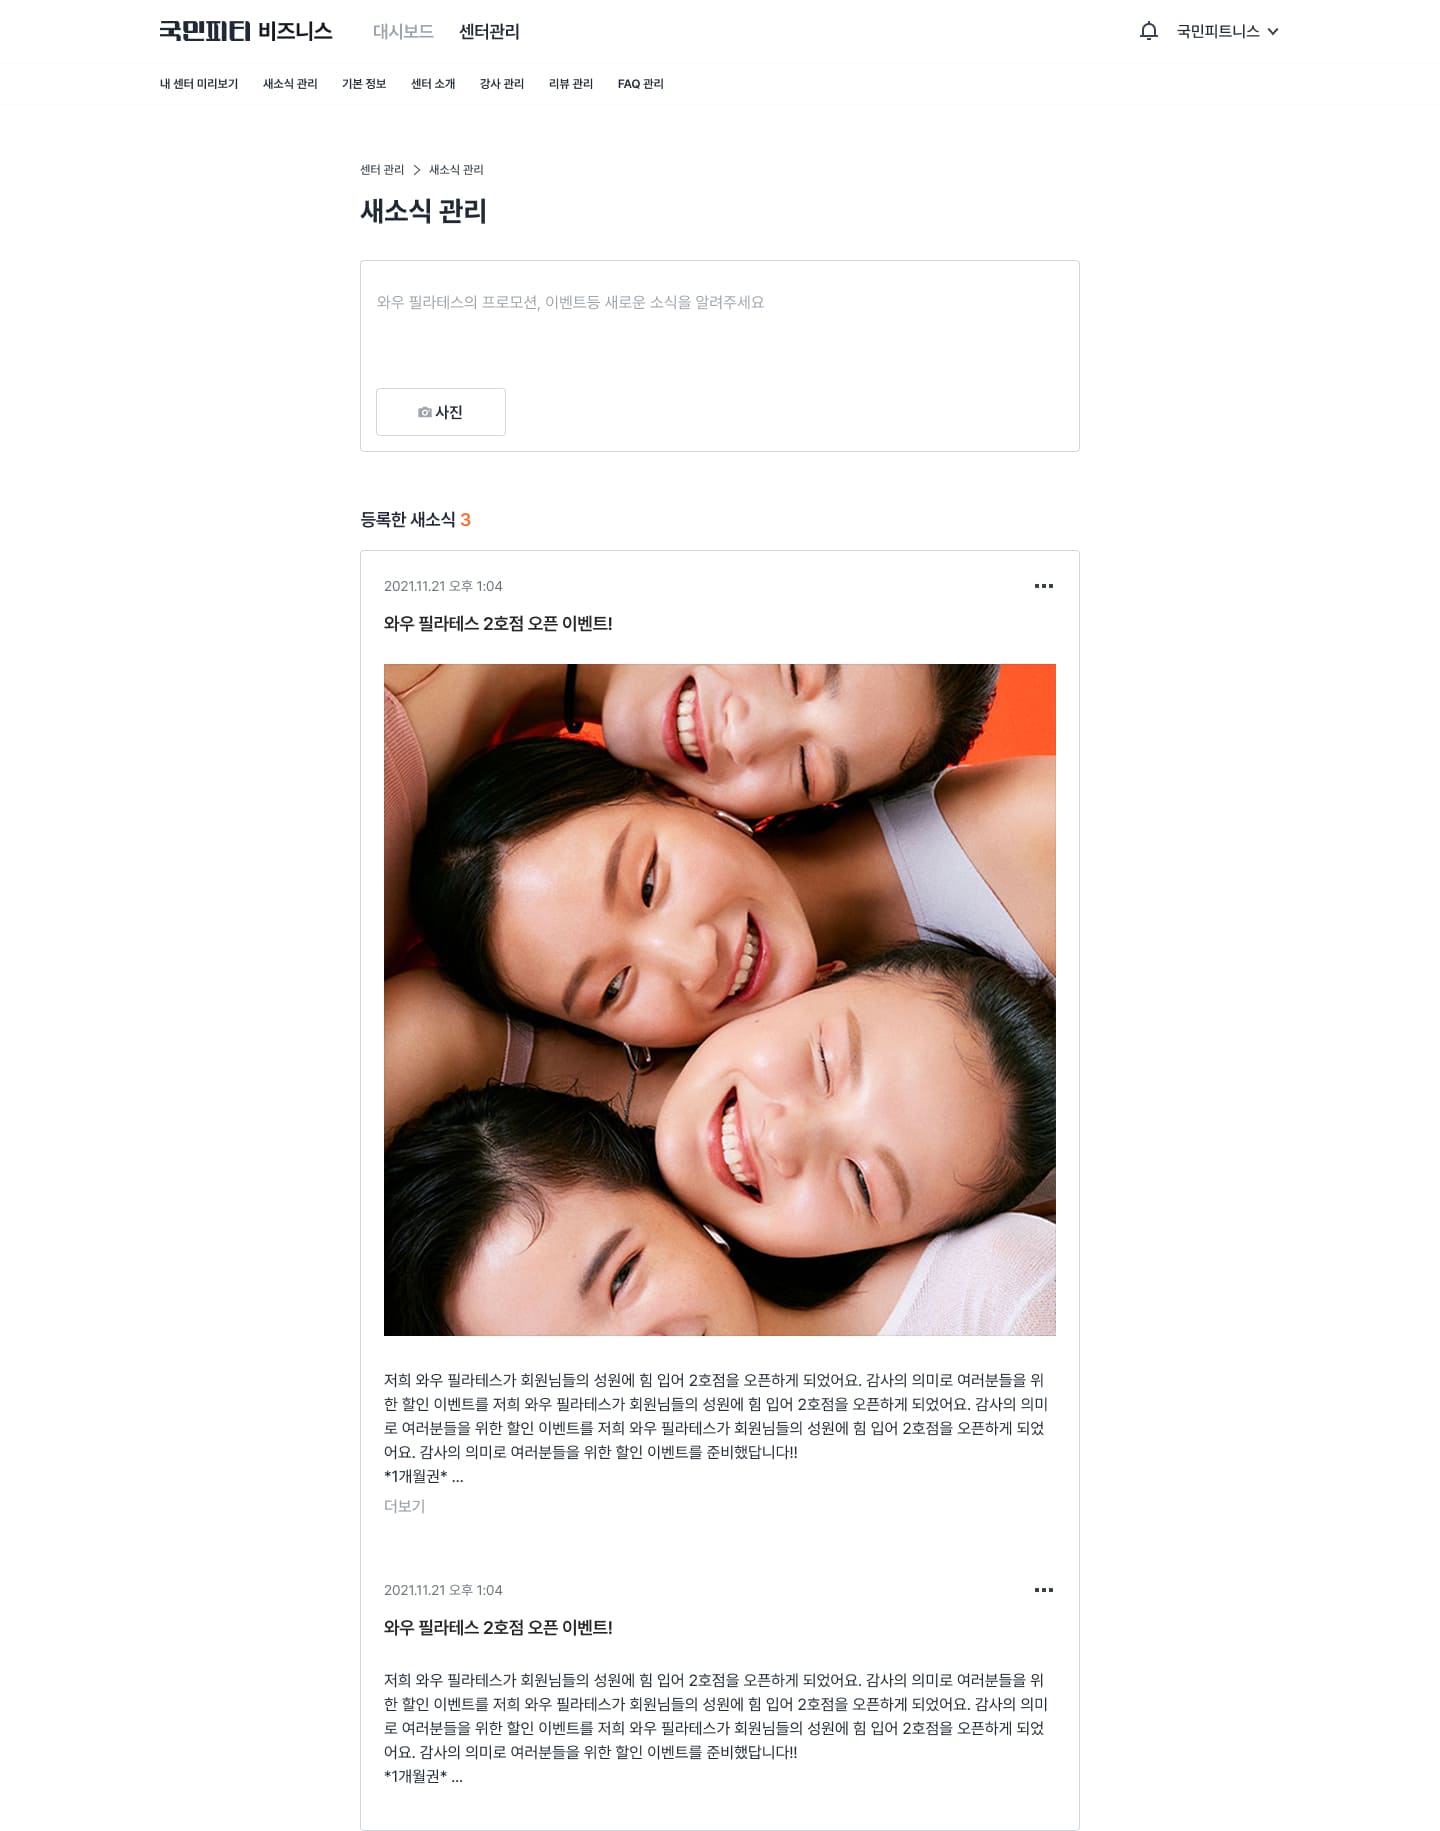 국민피티 비즈니스 대시보드 센터관리 국민피트니스
내 센터 미리보기 새소식 관리 기본 정보 센터 소개 강사 관리 리뷰 관리 FAQ 관리
센터 관리 > 새소식 관리
새소식 관리
와우 필라테스의 프로모션, 이벤트등 새로운 소식을 알려주세요
사진
등록한 새소식 3
2021.11.21 오후 1:04
와우 필라테스 2호점 오픈 이벤트!
저희 와우 필라테스가 회원님들의 성원에 힘 입어 2호점을 오픈하게 되었어요. 감사의 의미로 여러분들을 위
한 할인 이벤트를 저희 와우 필라테스가 회원님들의 성원에 힘 입어 2호점을 오픈하게 되었어요. 감사의 의미
로 여러분들을 위한 할인 이벤트를 저희 와우 필라테스가 회원님들의 성원에 힘 입어 2호점을 오픈하게 되었
어요. 감사의 의미로 여러분들을 위한 할인 이벤트를 준비했답니다!!
*1개월권* ...
더보기
2021.11.21 오후 1:04
와우 필라테스 2호점 오픈 이벤트!
저희 와우 필라테스가 회원님들의 성원에 힘 입어 2호점을 오픈하게 되었어요. 감사의 의미로 여러분들을 위
한 할인 이벤트를 저희 와우 필라테스가 회원님들의 성원에 힘 입어 2호점을 오픈하게 되었어요. 감사의 의미
로 여러분들을 위한 할인 이벤트를 저희 와우 필라테스가 회원님들의 성원에 힘 입어 2호점을 오픈하게 되었
어요. 감사의 의미로 여러분들을 위한 할인 이벤트를 준비했답니다!!
*1개월권* ...